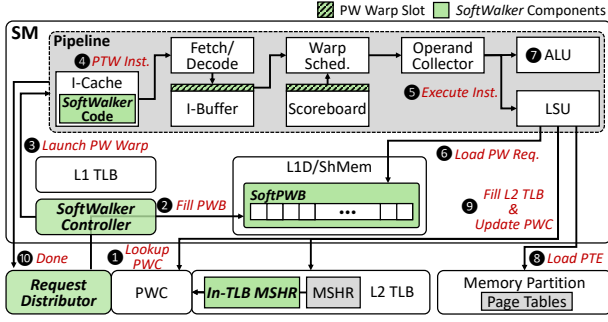 PW Warp Slot SoftWalker Components
SM
Pipeline
4 PTW Inst.
Fetch/
Decode
Warp
Sched.
Operand
Collector
7 ALU
I-Cache
SoftWalker
Code
I-Buffer
Scoreboard
5 Execute Inst.
LSU
3 Launch PW Warp
6 Load PW Req.
L1 TLB
L1D/ShMem
SoftPWB
...
SoftWalker
Controller
2 Fill PWB
9 Fill L2 TLB
&
Update PWC
10 Done
1 Lookup
PWC
8 Load PTE
Request
Distributor
PWC
In-TLB MSHR
MSHR
L2 TLB
Memory Partition
Page Tables